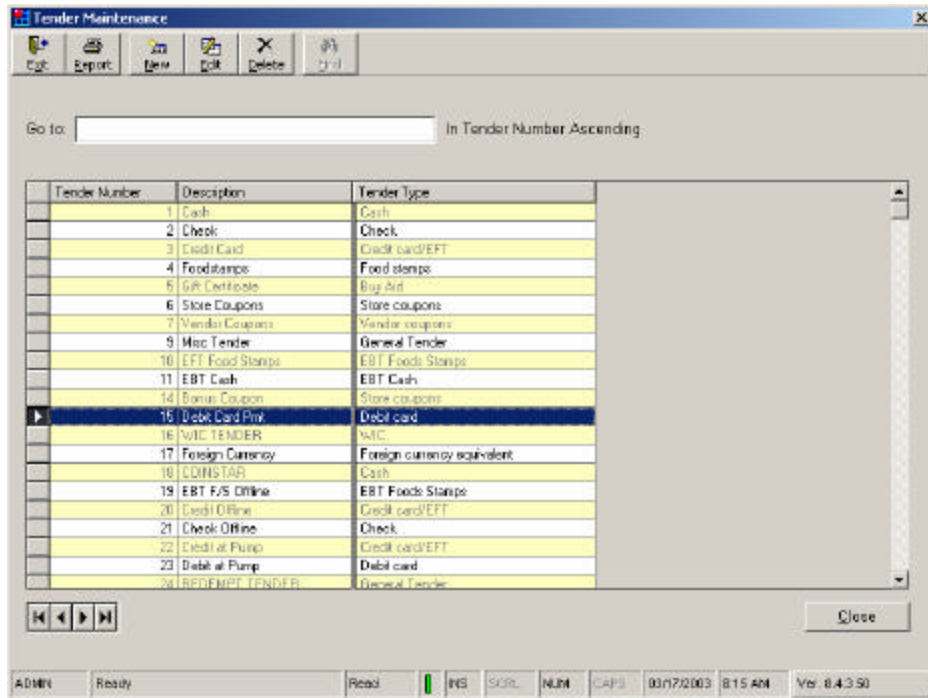 Tender Maintenance
Exit Report New Edit Delete Find
Go to: In Tender Number Ascending
Tender Number Description Tender Type
1 Cash Cash
2 Check Check
3 Credit Card Credit card/EFT
4 Foodstamps Food stamps
5 Gift Certificate Buy Aid
6 Store Coupons Store coupons
7 Vendor Coupons Vendor coupons
9 Misc Tender General Tender
10 EFT Food Stamps EBT Foods Stamps
11 EBT Cash EBT Cash
14 Bonus Coupon Store coupons
15 Debit Card Pmt Debit card
16 WIC TENDER WIC
17 Foreign Currency Foreign currency equivalent
18 COINSTAR Cash
19 EBT F/S Offline EBT Foods Stamps
20 Credit Offline Credit card/EFT
21 Check Offline Check
22 Credit at Pump Credit card/EFT
23 Debit at Pump Debit card
24 REDEMPT TENDER General Tender
Close
ADMIN Ready Read INS SCRL NUM CAPS 03/17/2003 8:15 AM Ver. 8.4.3.50